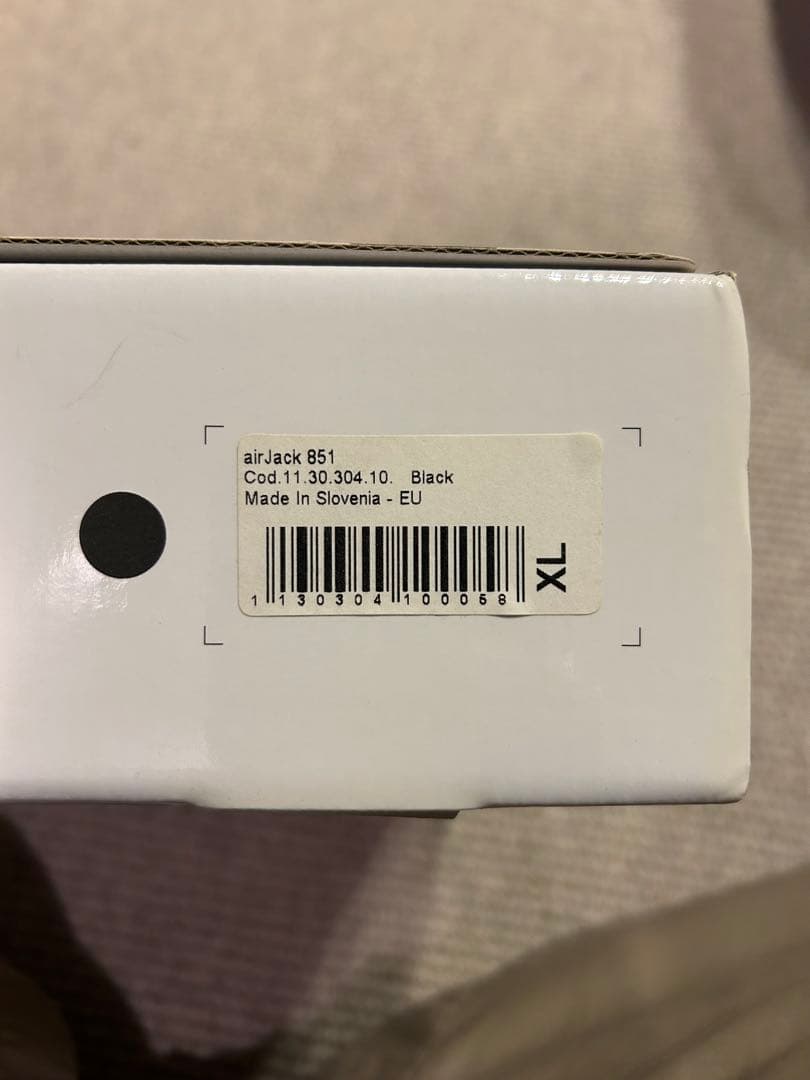 airJack 851
Cod.11.30.304.10. Black
Made In Slovenia - EU
XL
1 130304 100058